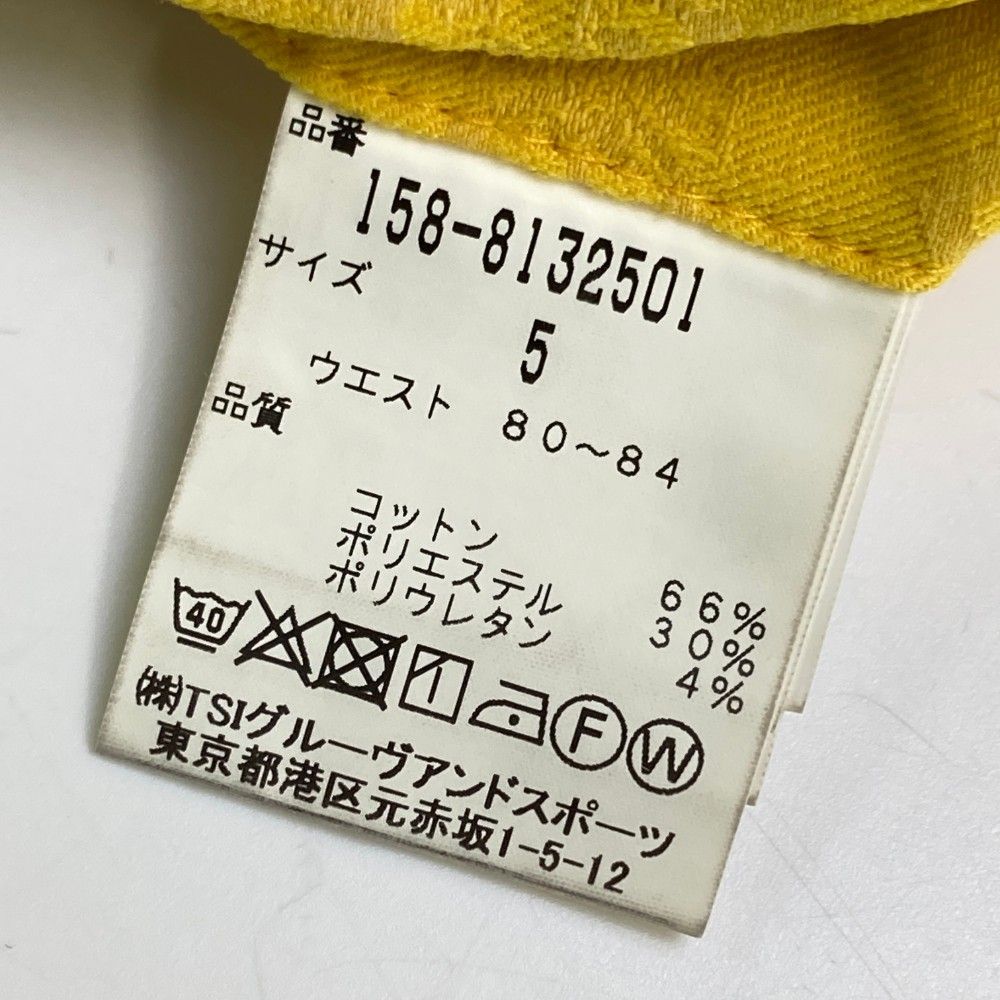 品番
158-8132501
サイズ
5
ウエスト 80~84
品質
コットン 66%
ポリエステル 30%
ポリウレタン 4%
40 F W
(株)TSIグルーヴアンドスポーツ
東京都港区元赤坂1-5-12